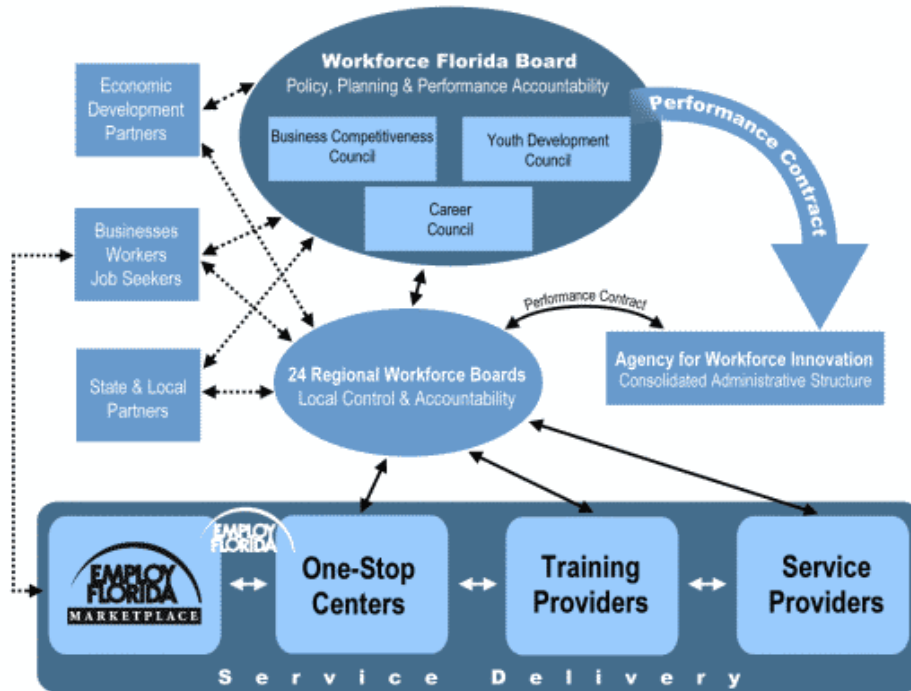 Workforce Florida Board
Policy, Planning & Performance Accountability
Business Competitiveness
Council
Youth Development
Council
Career
Council
Performance Contract
Economic
Development
Partners
Businesses
Workers
Job Seekers
State & Local
Partners
24 Regional Workforce Boards
Local Control & Accountability
Performance Contract
Agency for Workforce Innovation
Consolidated Administrative Structure
EMPLOY
FLORIDA
MARKETPLACE
EMPLOY
FLORIDA
One-Stop
Centers
Training
Providers
Service
Providers
Service Delivery